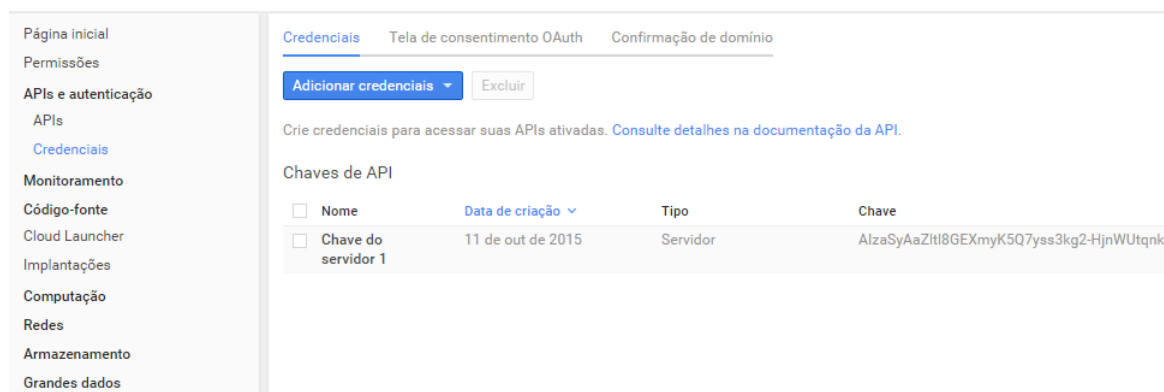 Página inicial
Permissões
APIs e autenticação
APIs
Credenciais
Monitoramento
Código-fonte
Cloud Launcher
Implantações
Computação
Redes
Armazenamento
Grandes dados
Credenciais Tela de consentimento OAuth Confirmação de domínio
Adicionar credenciais Excluir
Crie credenciais para acessar suas APIs ativadas. Consulte detalhes na documentação da API.
Chaves de API
Nome Data de criação Tipo Chave
Chave do 11 de out de 2015 Servidor
servidor 1